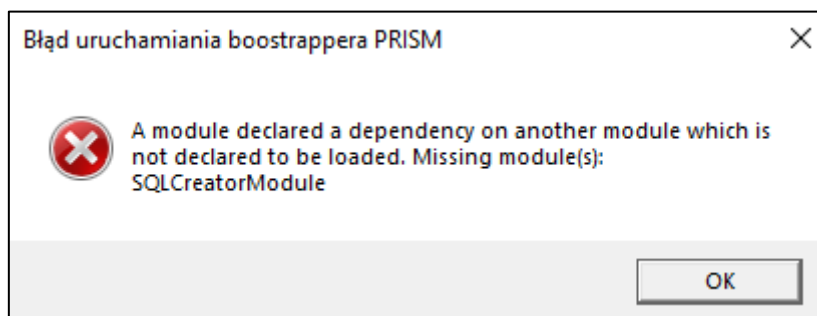 Błąd uruchamiania boostrappera PRISM
A module declared a dependency on another module which is
not declared to be loaded. Missing module(s):
SQLCreatorModule
OK